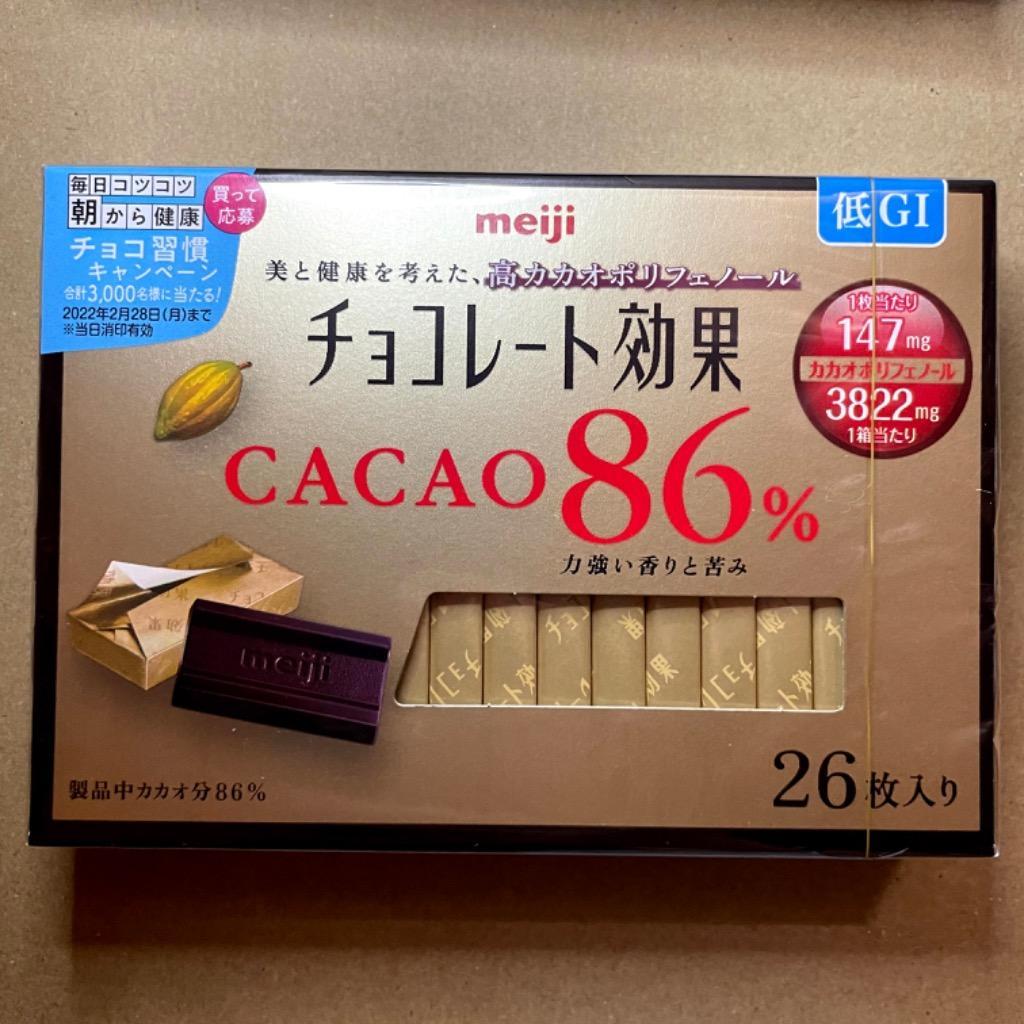 毎日コツコツ
朝から健康
買って
応募
チョコ習慣
キャンペーン
合計3,000名様に当たる!
2022年2月28日(月)まで
※当日消印有効
meiji
低GI
美と健康を考えた、高カカオポリフェノール
チョコレート効果
1枚当たり
147mg
カカオポリフェノール
3822mg
1箱当たり
CACAO86%
力強い香りと苦み
meiji
製品中カカオ分86%
26枚入り